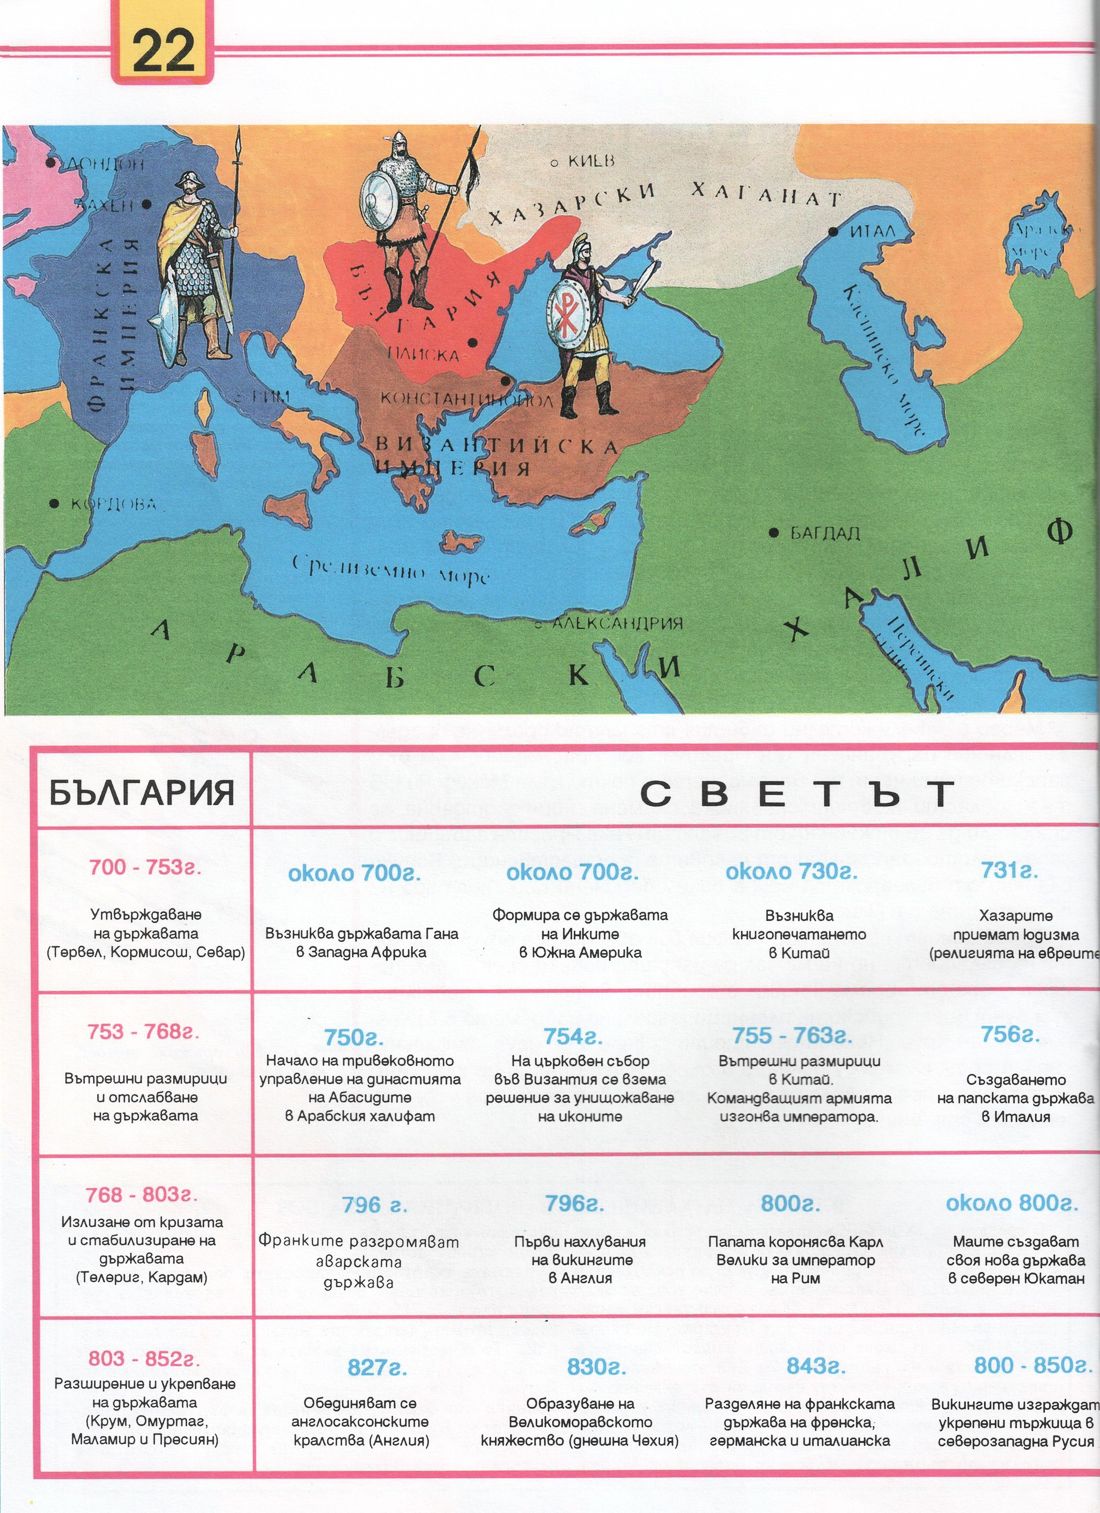 22
ЛОНДОН
ААХЕН
ФРАНКСКА
ИМПЕРИЯ
КИЕВ
ХАЗАРСКИ ХАГАНАТ
ИТАЛ
Аралско
море
Каспийско море
БЪЛГАРИЯ
ПЛИСКА
РИМ
КОНСТАНТИНОПОЛ
ВИЗАНТИЙСКА
ИМПЕРИЯ
КОРДОВА
БАГДАД
Средиземно море
АЛЕКСАНДРИЯ
АРАБСКИ ХАЛИФ
Персийски
БЪЛГАРИЯ
СВЕТЪТ
700 - 753г.
Утвърждаване
на държавата
(Тервел, Кормисош, Севар)
около 700г.
Възниква държавата Гана
в Западна Африка
около 700г.
Формира се държавата
на Инките
в Южна Америка
около 730г.
Възниква
книгопечатането
в Китай
731г.
Хазарите
приемат юдизма
(религията на евреите
753 - 768г.
Вътрешни размирици
и отслабване
на държавата
750г.
Начало на тривековното
управление на династията
на Абасидите
в Арабския халифат
754г.
На църковен събор
във Византия се взема
решение за унищожаване
на иконите
755 - 763г.
Вътрешни размирици
в Китай.
Командващият армията
изгонва императора.
756г.
Създаването
на папската държава
в Италия
768 - 803г.
Излизане от кризата
и стабилизиране на
държавата
(Телериг, Кардам)
796 г.
Франките разгромяват
аварската
държава
796г.
Първи нахлувания
на викингите
в Англия
800г.
Папата коронясва Карл
Велики за император
на Рим
около 800г.
Маите създават
своя нова държава
в северен Юкатан
803 - 852г.
Разширение и укрепване
на държавата
(Крум, Омуртаг,
Маламир и Пресиян)
827г.
Обединяват се
англосаксонските
кралства (Англия)
830г.
Образуване на
Великоморавското
княжество (днешна Чехия)
843г.
Разделяне на франкската
държава на френска,
германска и италианска
800 - 850г.
Викингите изграждат
укрепени тържища в
северозападна Русия